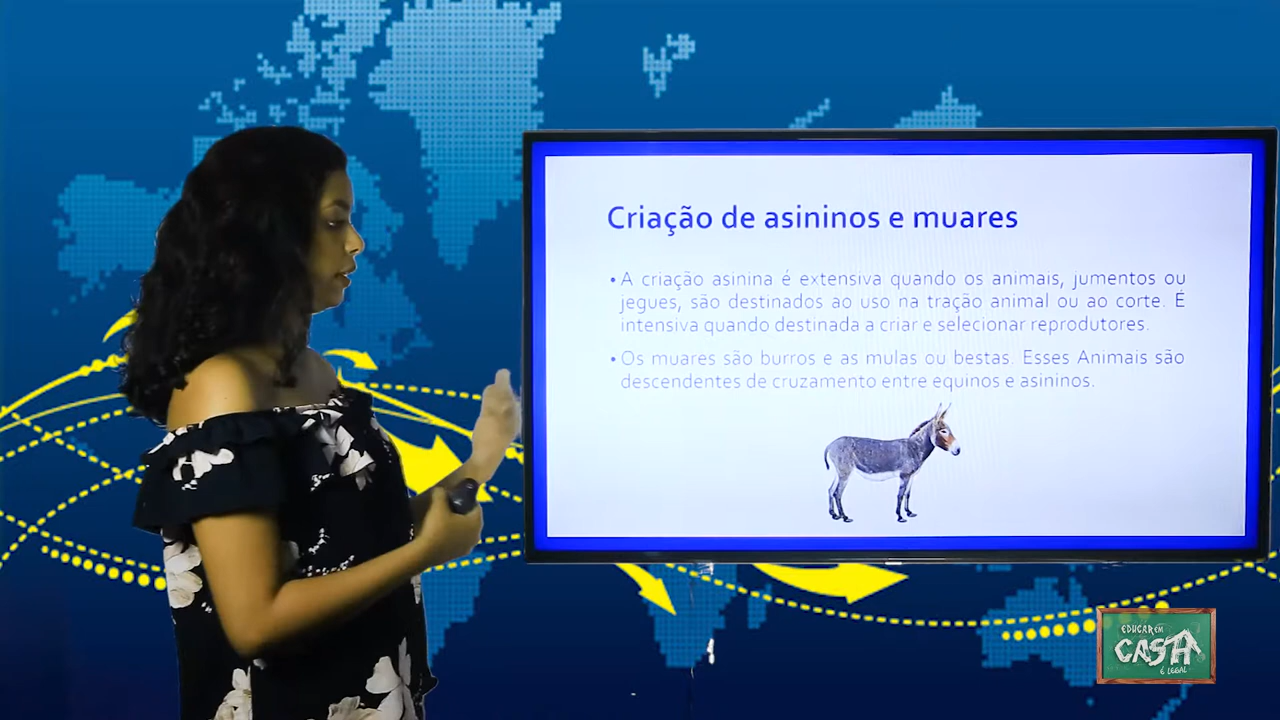 Criação de asininos e muares
• A criação asinina é extensiva quando os animais, jumentos ou
jegues, são destinados ao uso na tração animal ou ao corte. É
intensiva quando destinada a criar e selecionar reprodutores.
• Os muares são burros e as mulas ou bestas. Esses Animais são
descendentes de cruzamento entre equinos e asininos.
EDUCAR EM
CASA
É LEGAL